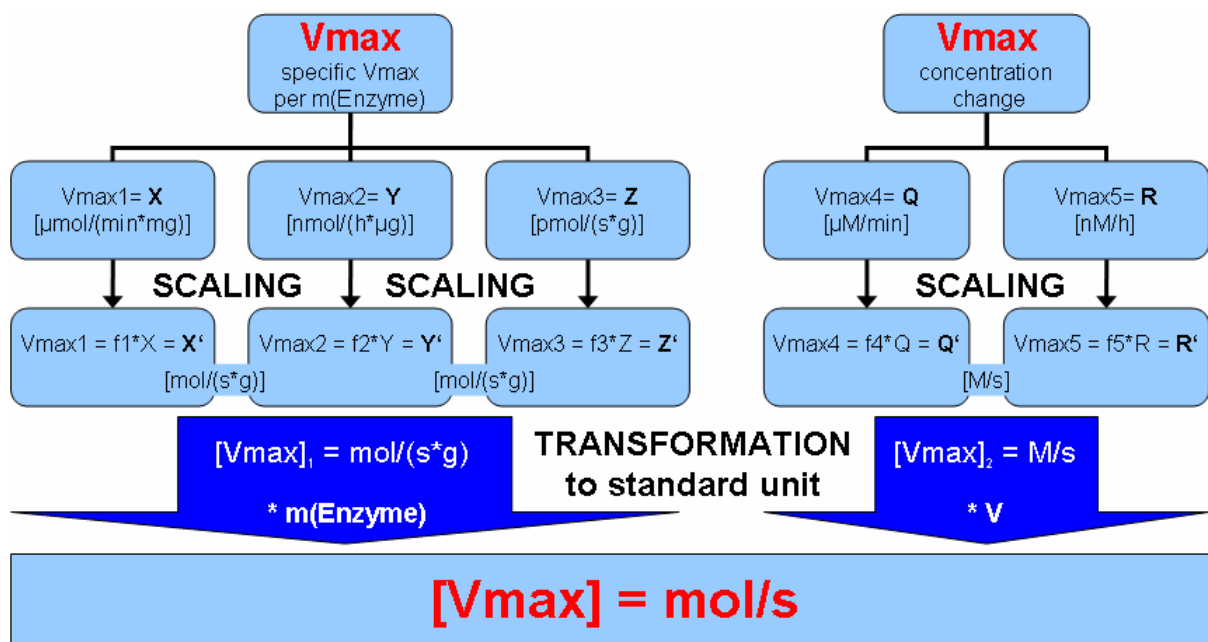 Vmax
specific Vmax
per m(Enzyme)
Vmax
concentration
change
Vmax1= X
[µmol/(min*mg)]
Vmax2= Y
[nmol/(h*µg)]
Vmax3= Z
[pmol/(s*g)]
Vmax4= Q
[µM/min]
Vmax5= R
[nM/h]
SCALING
SCALING
SCALING
Vmax1 = f1*X = X‘
Vmax2 = f2*Y = Y‘
Vmax3 = f3*Z = Z‘
Vmax4 = f4*Q = Q‘
Vmax5 = f5*R = R‘
[mol/(s*g)]
[mol/(s*g)]
[M/s]
[Vmax]₁ = mol/(s*g)
* m(Enzyme)
TRANSFORMATION
to standard unit
[Vmax]₂ = M/s
* V
[Vmax] = mol/s